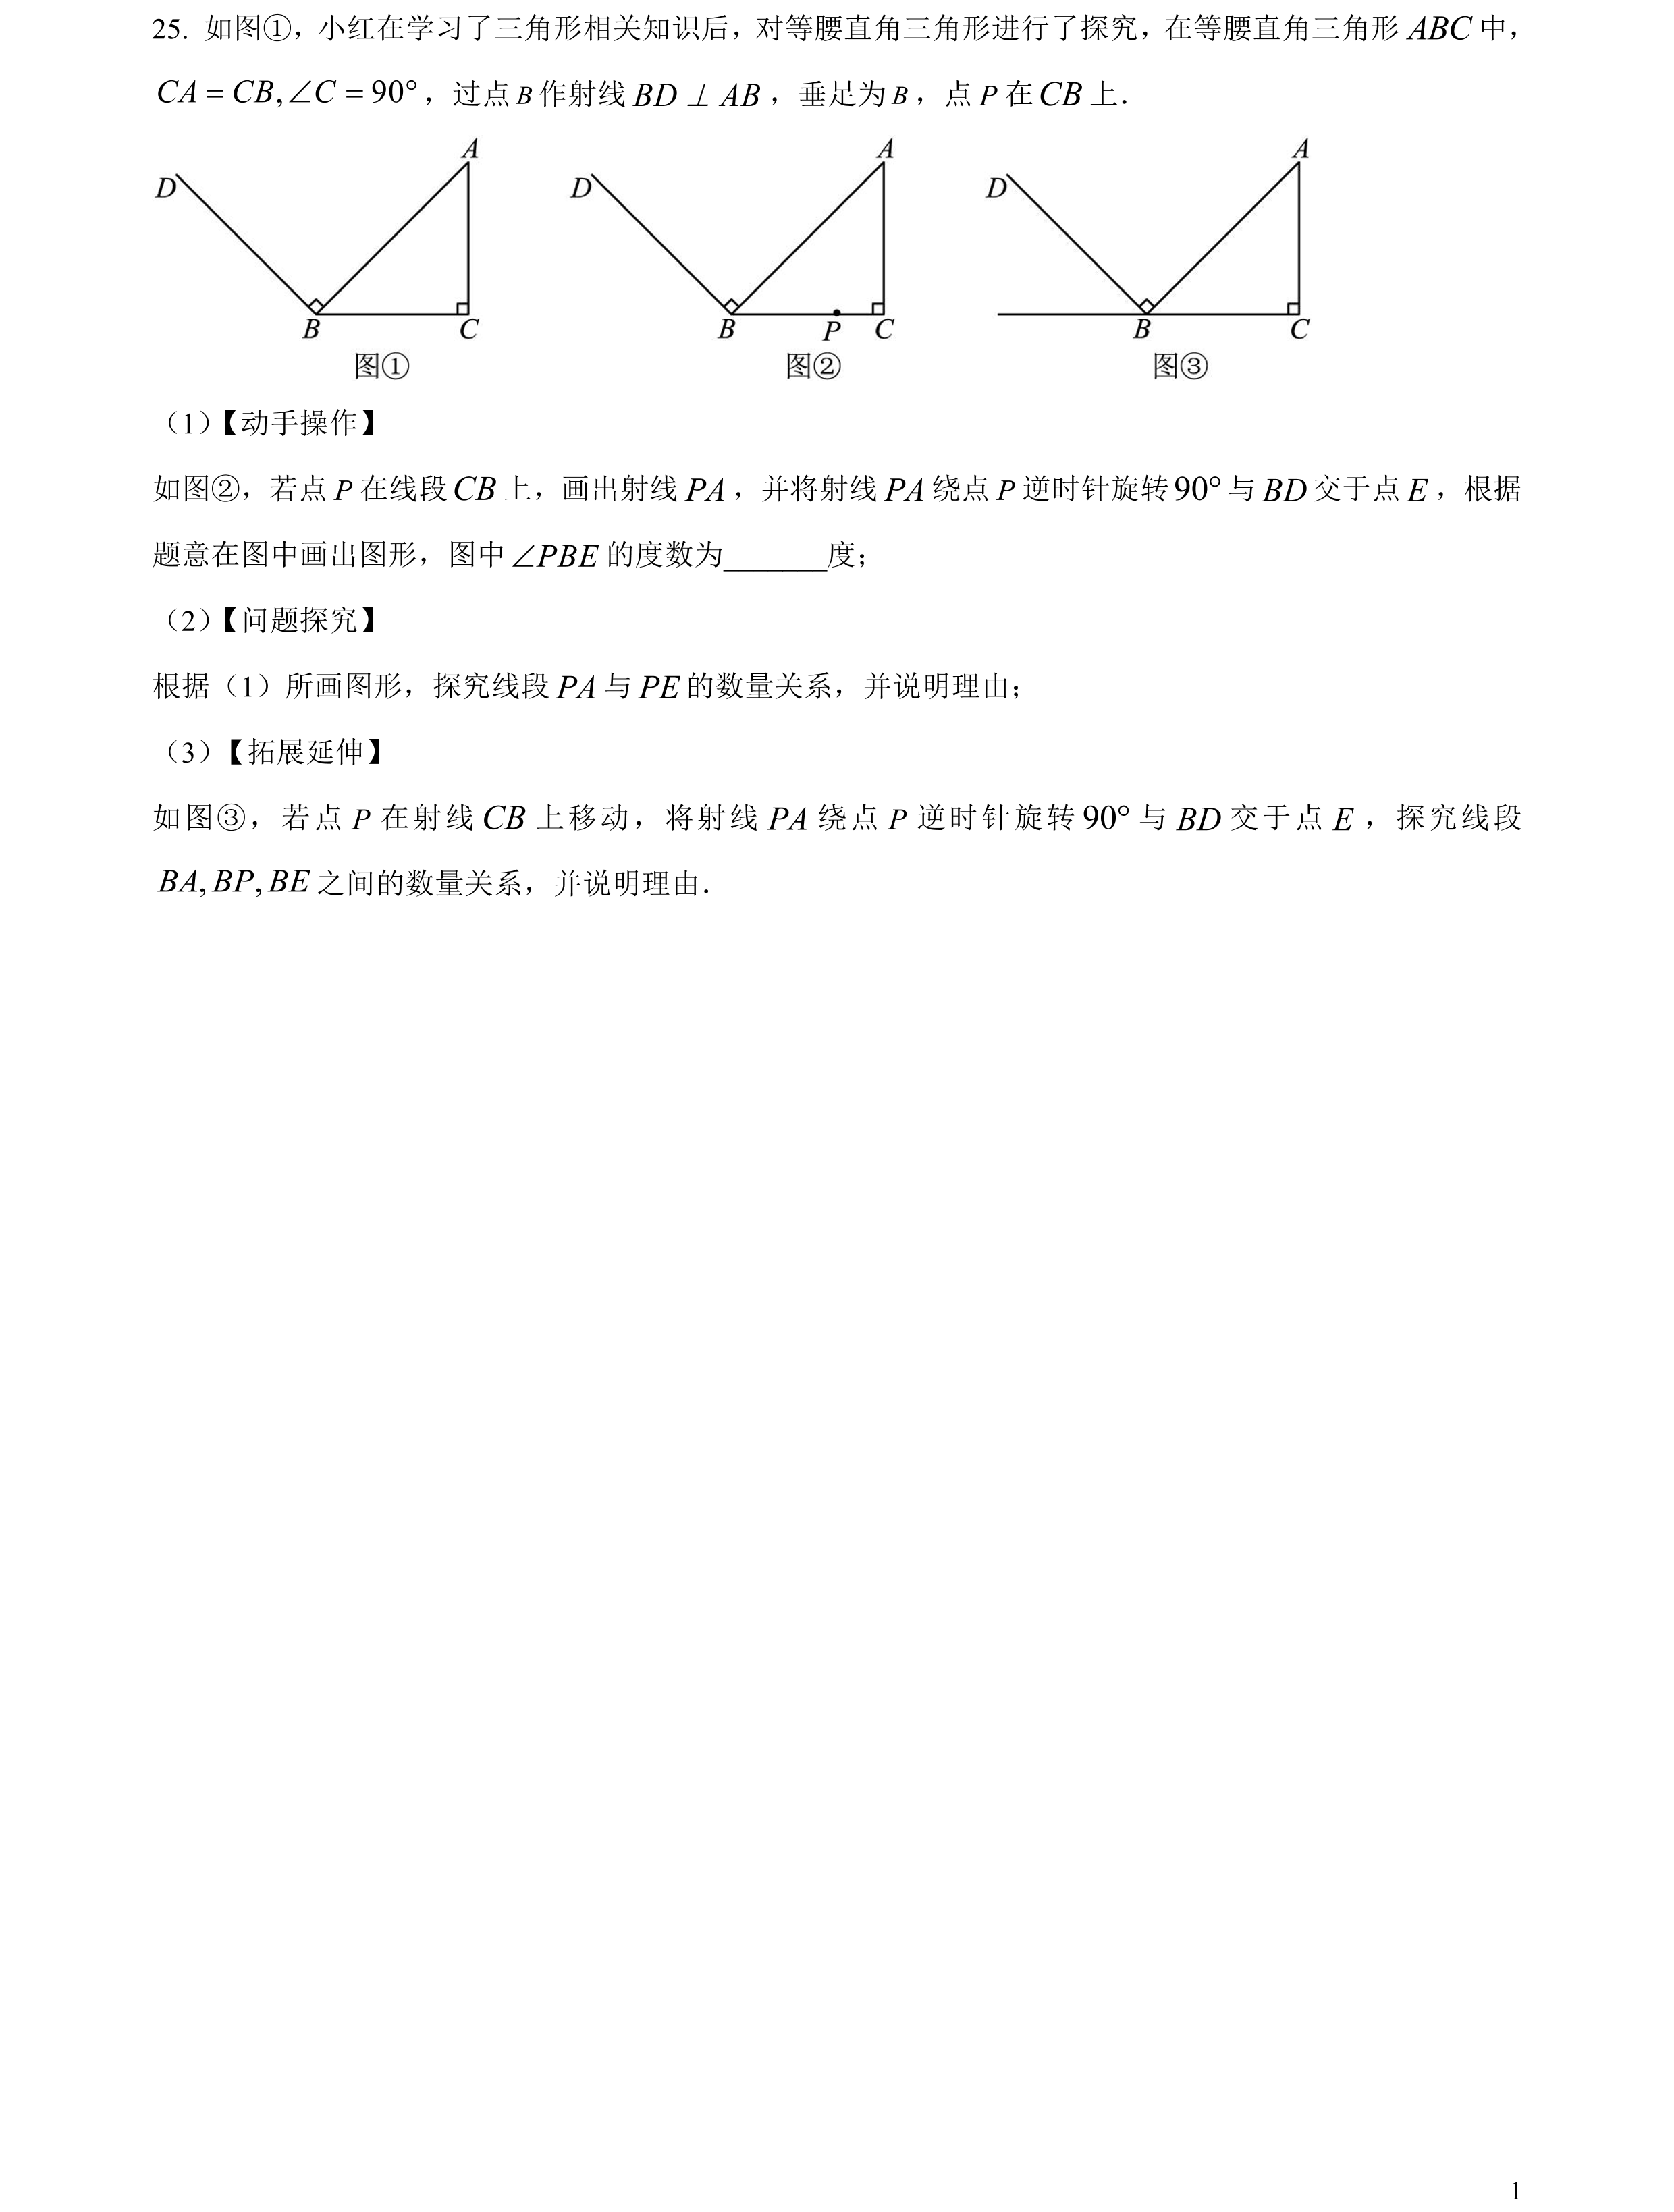 25. 如图①，小红在学习了三角形相关知识后，对等腰直角三角形进行了探究，在等腰直角三角形 ABC 中，
CA = CB, ∠C = 90°，过点 B 作射线 BD ⊥ AB，垂足为 B，点 P 在 CB 上．
A A A
D D D
B C B P C B C
图① 图② 图③
（1）【动手操作】
如图②，若点 P 在线段 CB 上，画出射线 PA，并将射线 PA 绕点 P 逆时针旋转 90° 与 BD 交于点 E，根据
题意在图中画出图形，图中 ∠PBE 的度数为_______度；
（2）【问题探究】
根据（1）所画图形，探究线段 PA 与 PE 的数量关系，并说明理由；
（3）【拓展延伸】
如图③，若点 P 在射线 CB 上移动，将射线 PA 绕点 P 逆时针旋转 90° 与 BD 交于点 E，探究线段
BA, BP, BE 之间的数量关系，并说明理由．
1